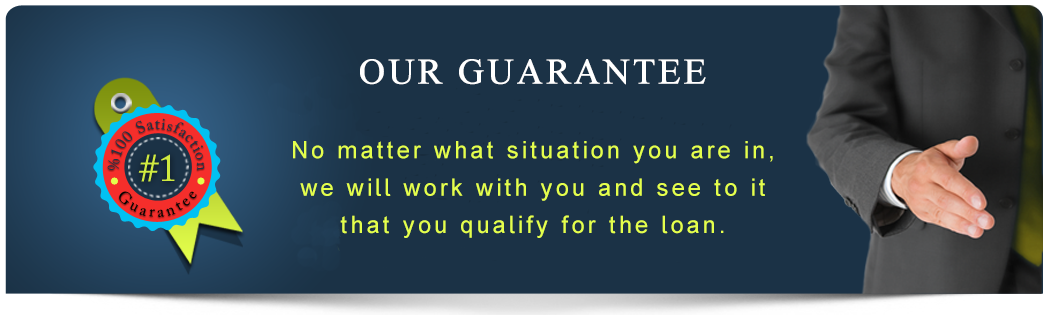 OUR GUARANTEE
%100 Satisfaction
#1
Guarantee
No matter what situation you are in,
we will work with you and see to it
that you qualify for the loan.